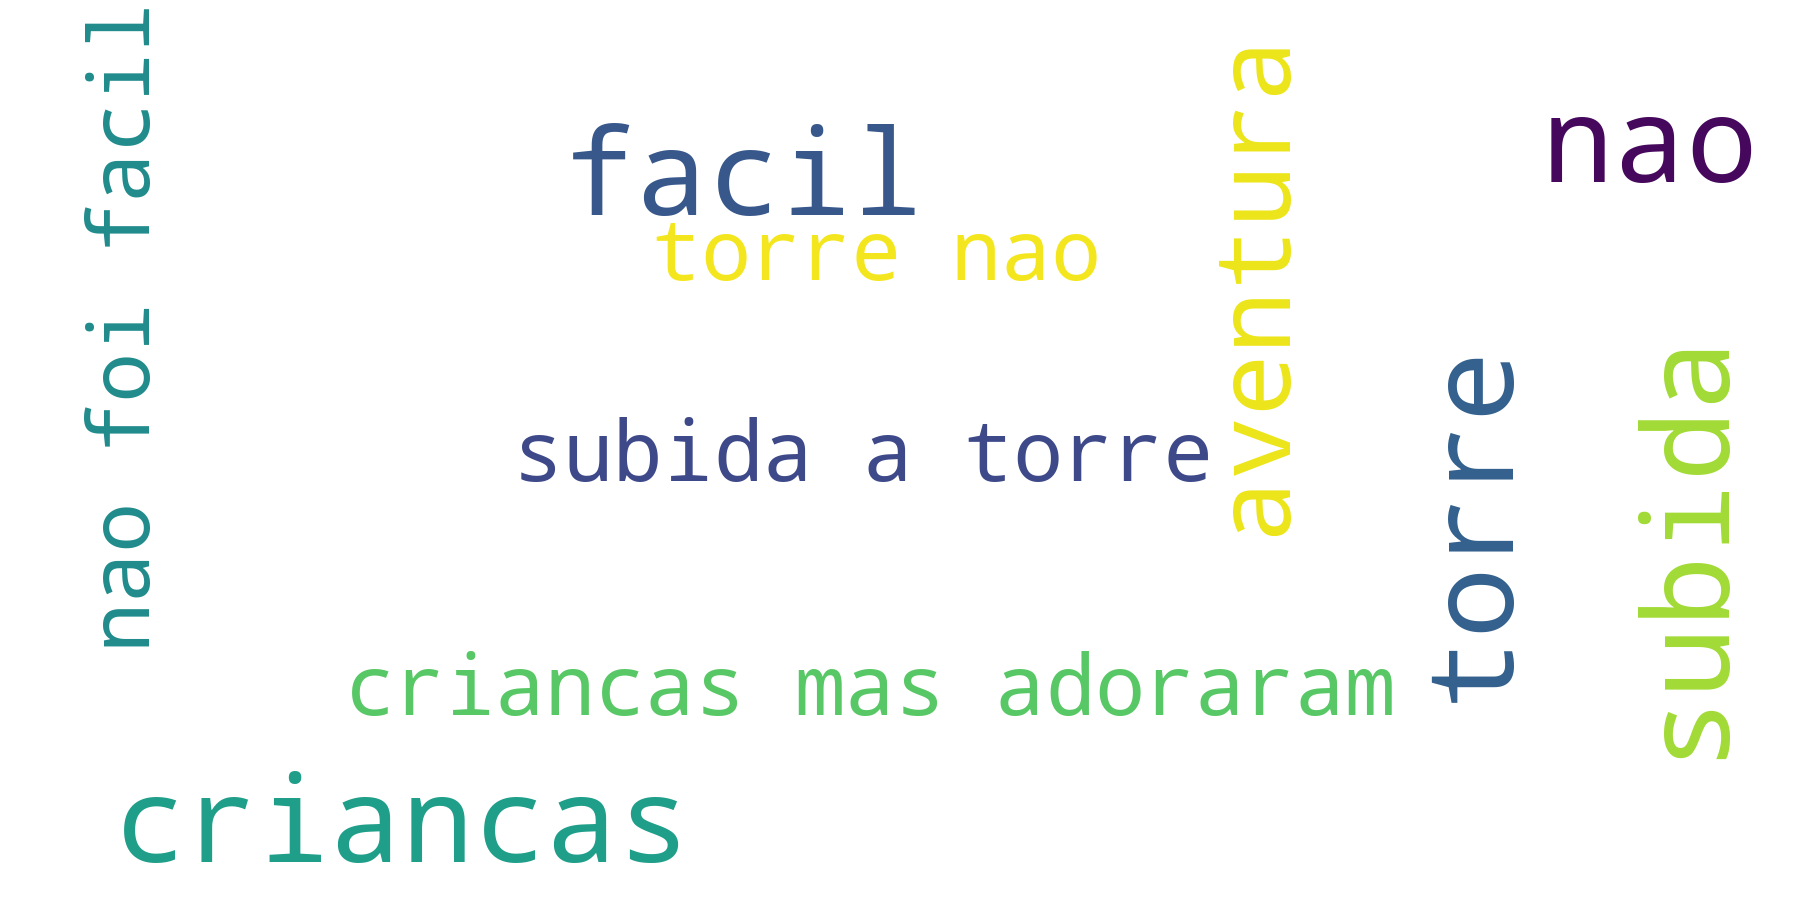 nao foi facil
facil
torre nao
aventura
nao
subida a torre
torre
subida
criancas mas adoraram
criancas